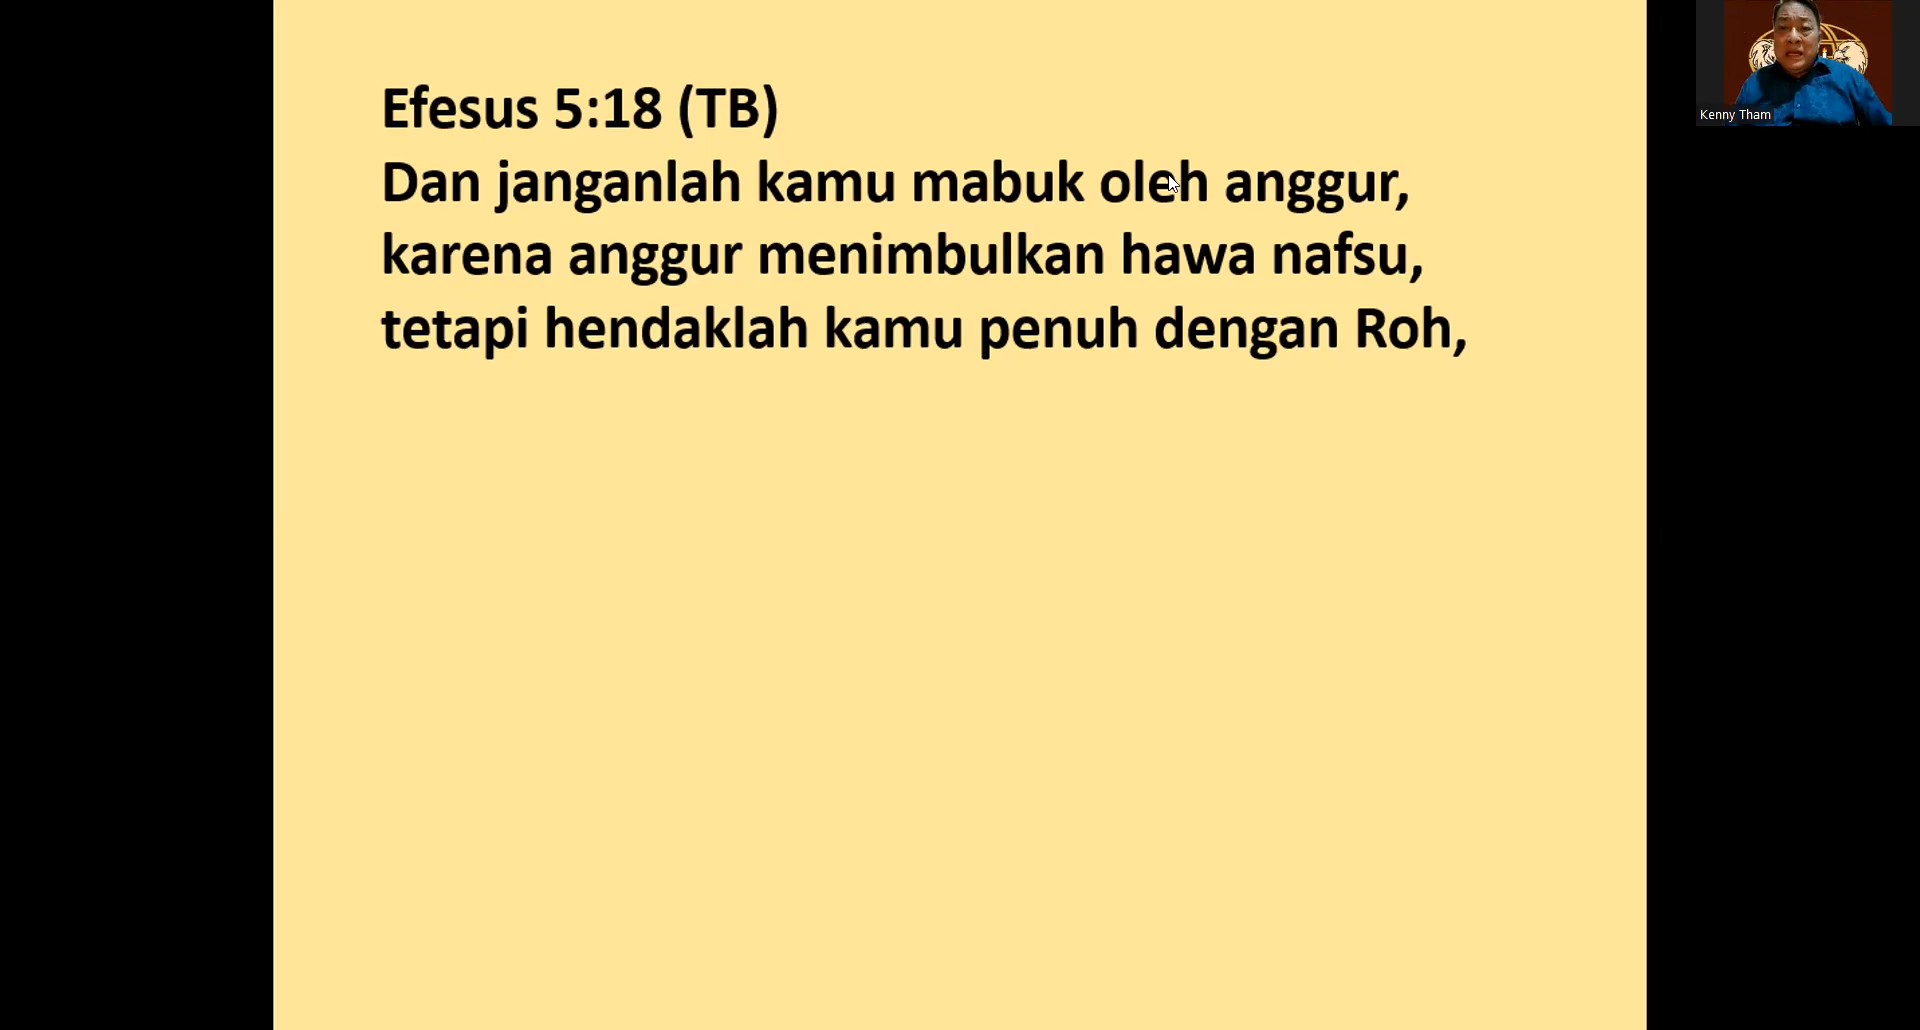 Efesus 5:18 (TB)
Dan janganlah kamu mabuk oleh anggur,
karena anggur menimbulkan hawa nafsu,
tetapi hendaklah kamu penuh dengan Roh,
Kenny Tham